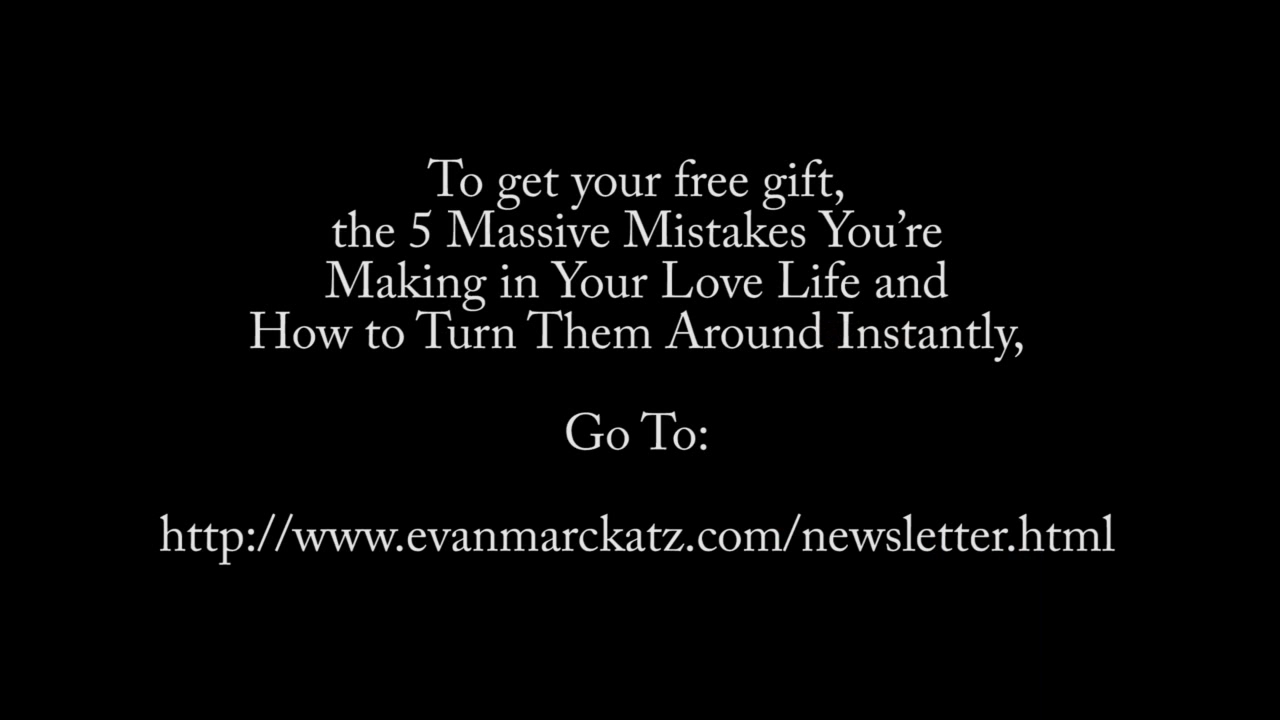 To get your free gift,
the 5 Massive Mistakes You’re
Making in Your Love Life and
How to Turn Them Around Instantly,
Go To:
http://www.evanmarckatz.com/newsletter.html